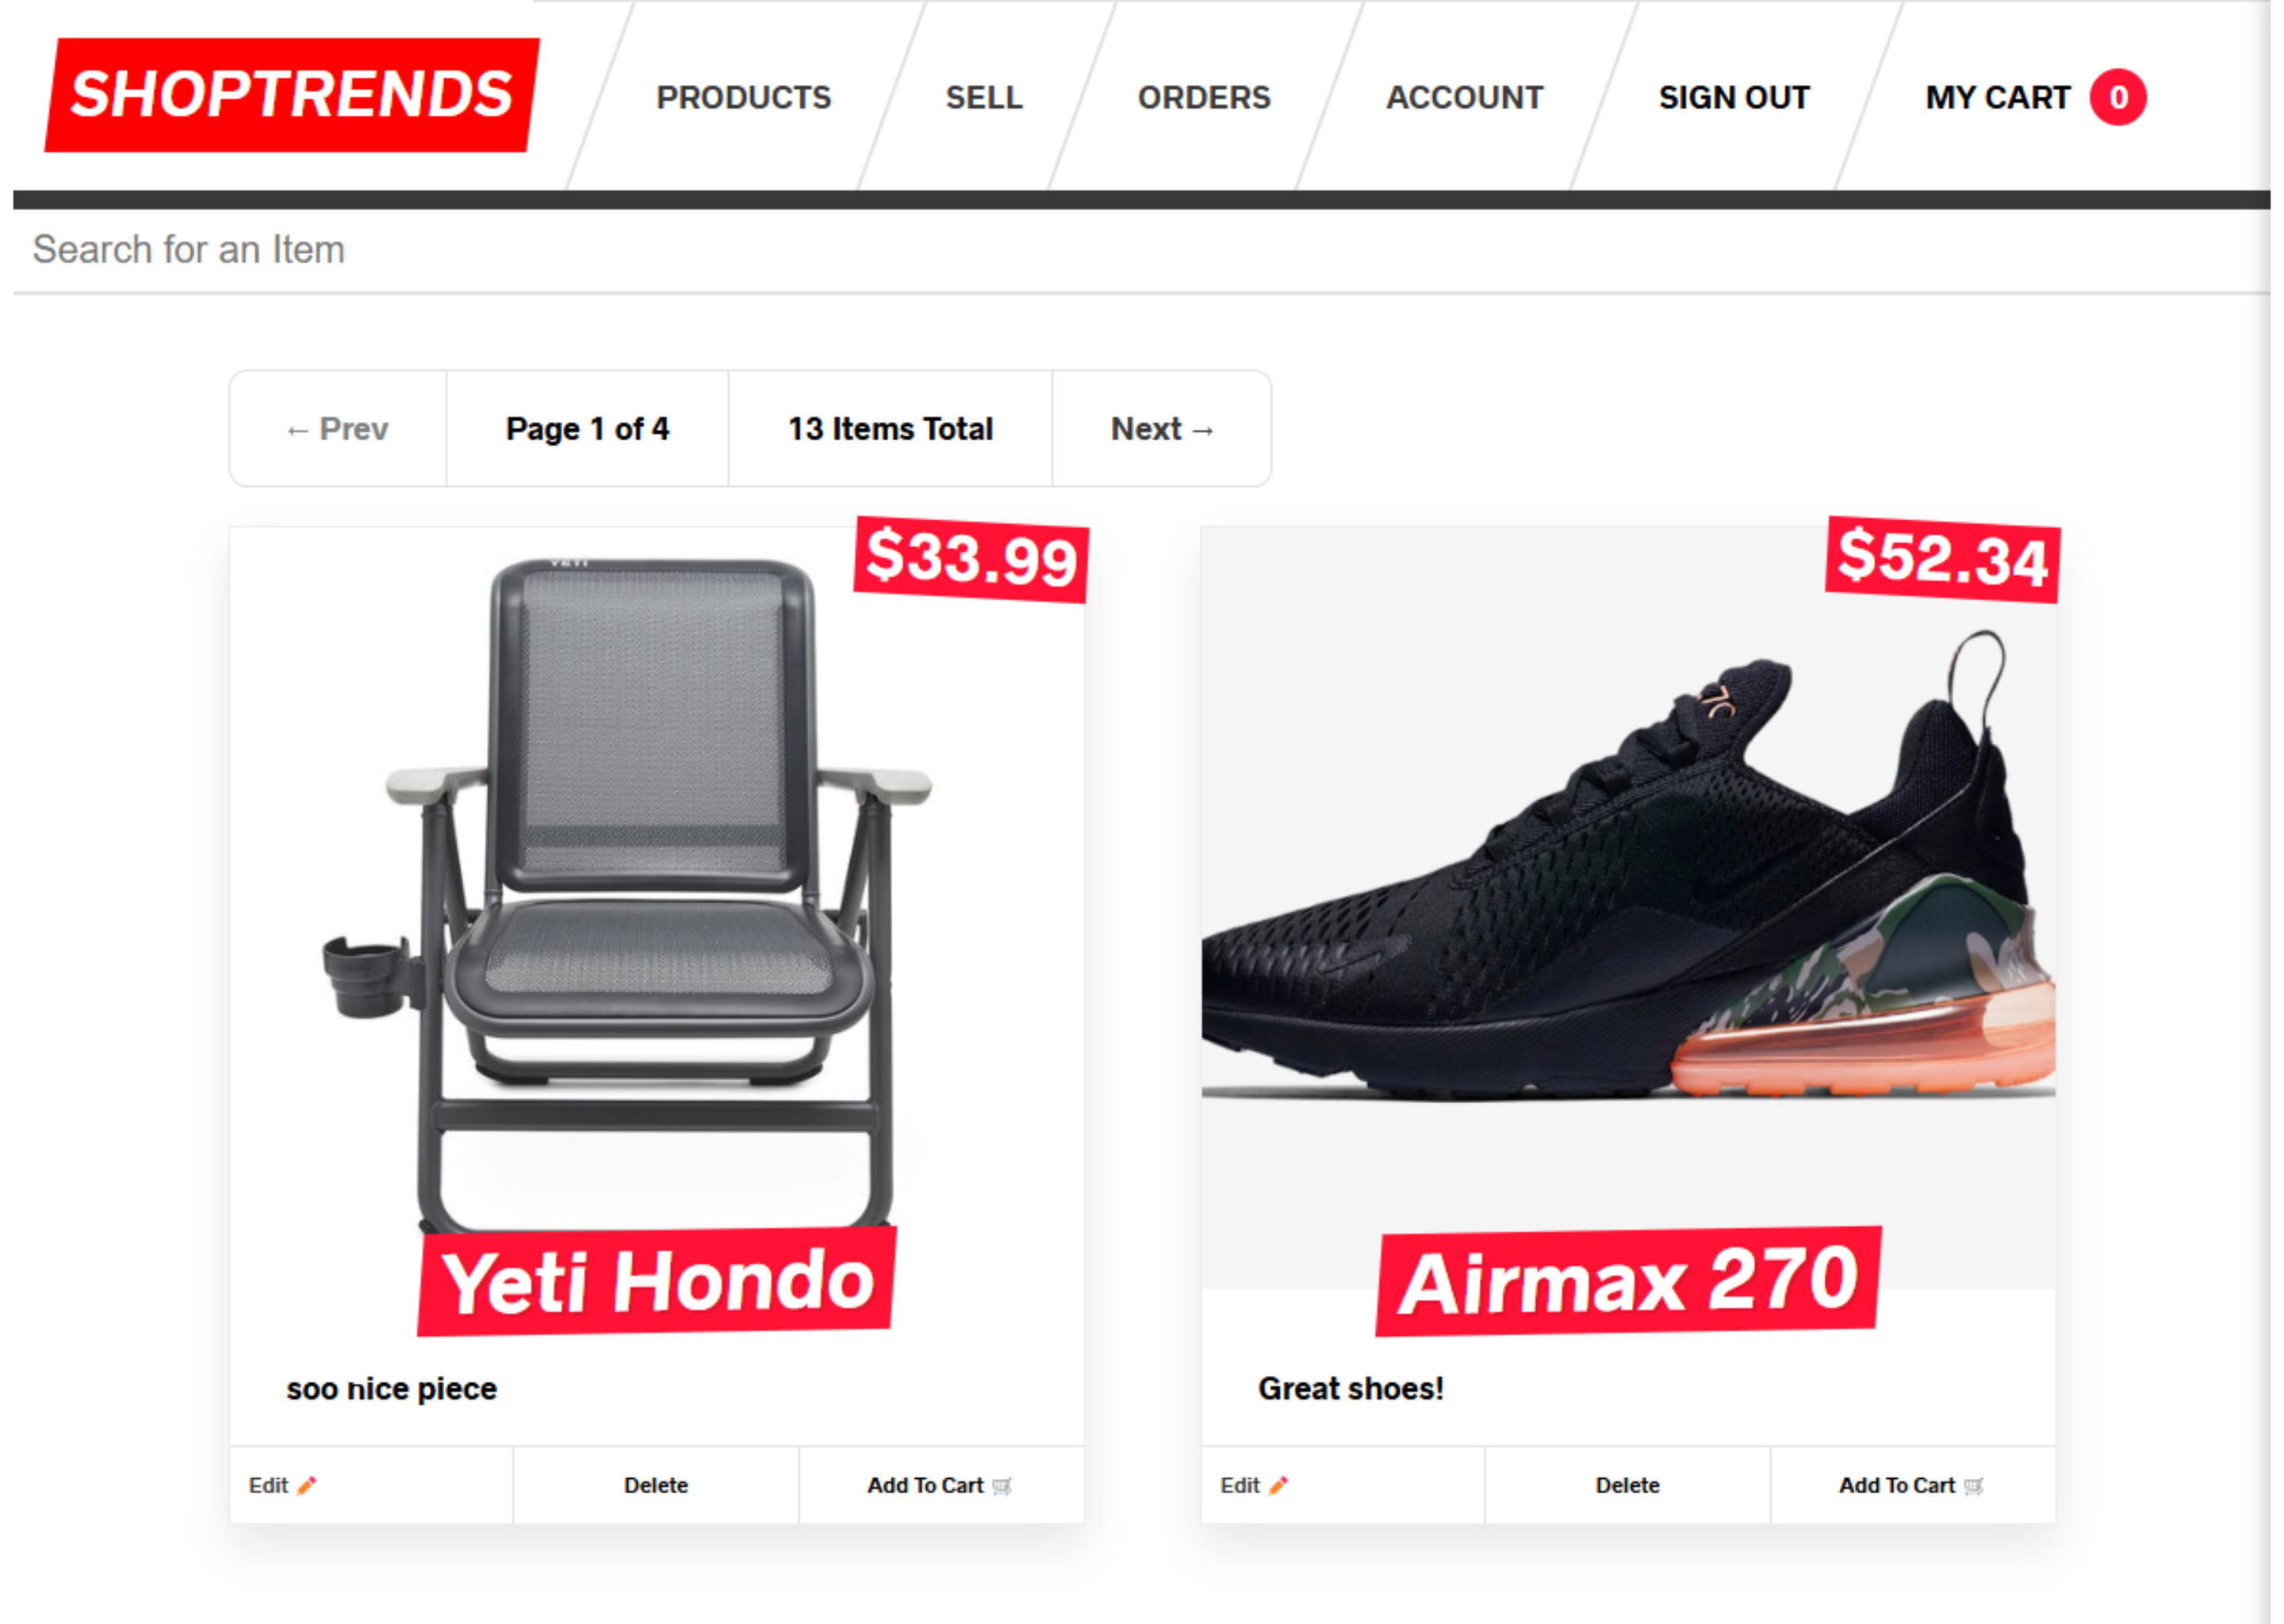 SHOPTRENDS
PRODUCTS
SELL
ORDERS
ACCOUNT
SIGN OUT
MY CART 0
Search for an Item
← Prev
Page 1 of 4
13 Items Total
Next →
$33.99
YETI
Yeti Hondo
soo nice piece
Edit
Delete
Add To Cart
$52.34
Airmax 270
Great shoes!
Edit
Delete
Add To Cart